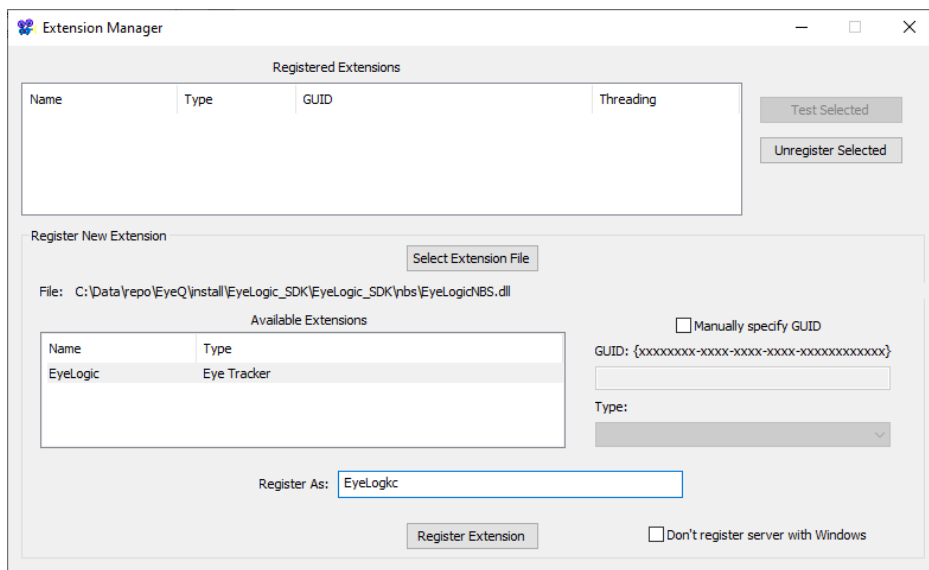 Extension Manager
Registered Extensions
Name Type GUID Threading
Test Selected
Unregister Selected
Register New Extension
Select Extension File
File: C:\Data\repo\EyeQ\install\EyeLogic_SDK\EyeLogic_SDK\nbs\EyeLogicNBS.dll
Available Extensions
Manually specify GUID
Name Type
GUID: {xxxxxxxx-xxxx-xxxx-xxxx-xxxxxxxxxxxx}
EyeLogic Eye Tracker
Type:
Register As: EyeLogkc
Register Extension
Don't register server with Windows